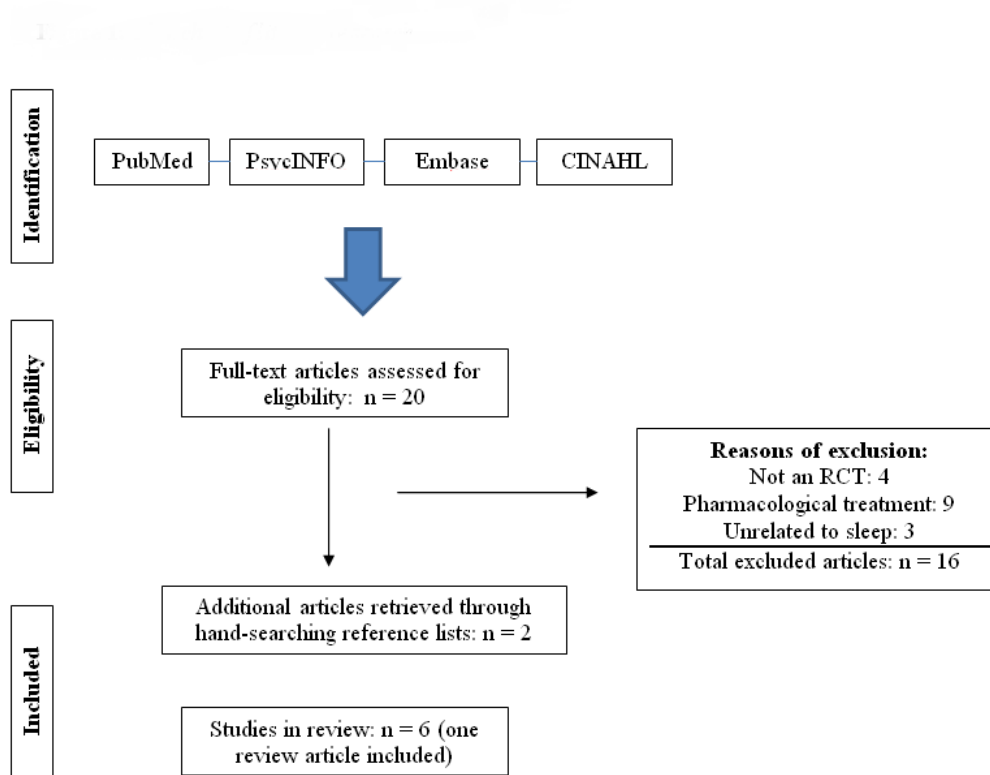 Identification
PubMed
PsycINFO
Embase
CINAHL
Eligibility
Full-text articles assessed for
eligibility: n = 20
Reasons of exclusion:
Not an RCT: 4
Pharmacological treatment: 9
Unrelated to sleep: 3
Total excluded articles: n = 16
Included
Additional articles retrieved through
hand-searching reference lists: n = 2
Studies in review: n = 6 (one
review article included)